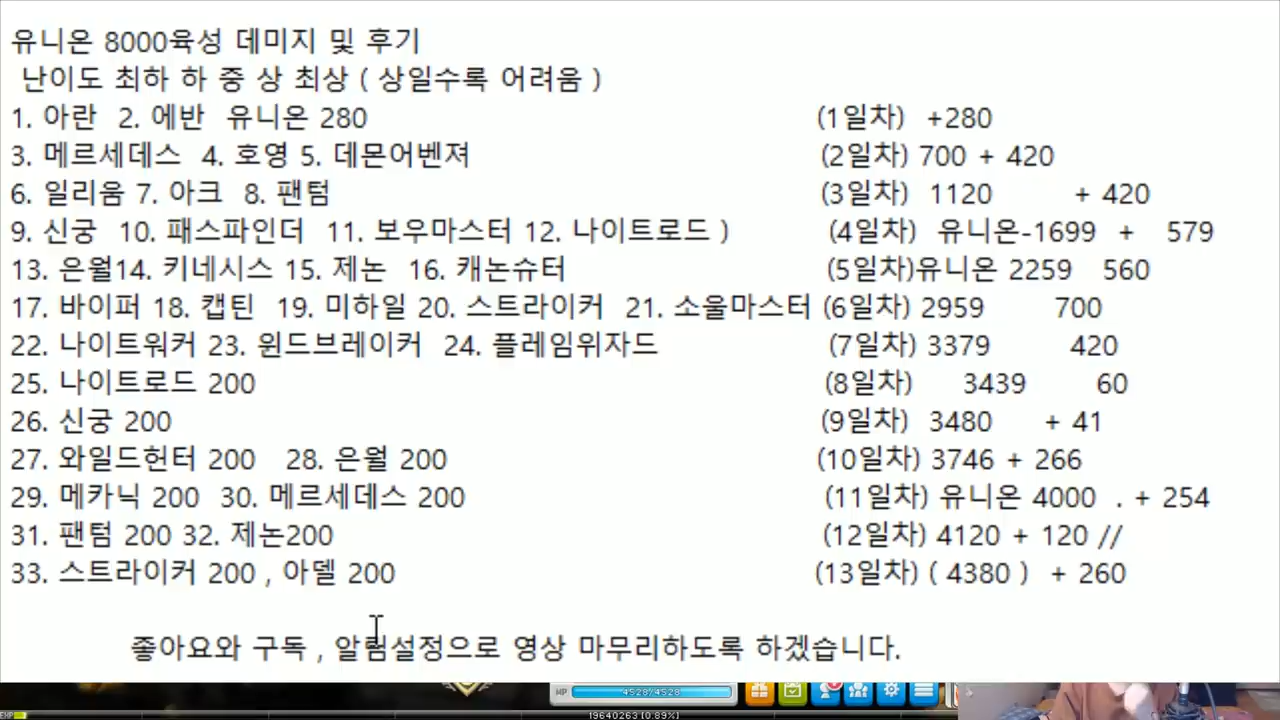 유니온 8000육성 데미지 및 후기
난이도 최하 하 중 상 최상 ( 상일수록 어려움 )
1. 아란 2. 에반 유니온 280 (1일차) +280
3. 메르세데스 4. 호영 5. 데몬어벤져 (2일차) 700 + 420
6. 일리움 7. 아크 8. 팬텀 (3일차) 1120 + 420
9. 신궁 10. 패스파인더 11. 보우마스터 12. 나이트로드 ) (4일차) 유니온-1699 + 579
13. 은월14. 키네시스 15. 제논 16. 캐논슈터 (5일차)유니온 2259 560
17. 바이퍼 18. 캡틴 19. 미하일 20. 스트라이커 21. 소울마스터 (6일차) 2959 700
22. 나이트워커 23. 윈드브레이커 24. 플레임위자드 (7일차) 3379 420
25. 나이트로드 200 (8일차) 3439 60
26. 신궁 200 (9일차) 3480 + 41
27. 와일드헌터 200 28. 은월 200 (10일차) 3746 + 266
29. 메카닉 200 30. 메르세데스 200 (11일차) 유니온 4000 . + 254
31. 팬텀 200 32. 제논200 (12일차) 4120 + 120 //
33. 스트라이커 200 , 아델 200 (13일차) ( 4380 ) + 260
좋아요와 구독 , 알림설정으로 영상 마무리하도록 하겠습니다.
MP 4528/4528
EXP 19640263 [0.89%]